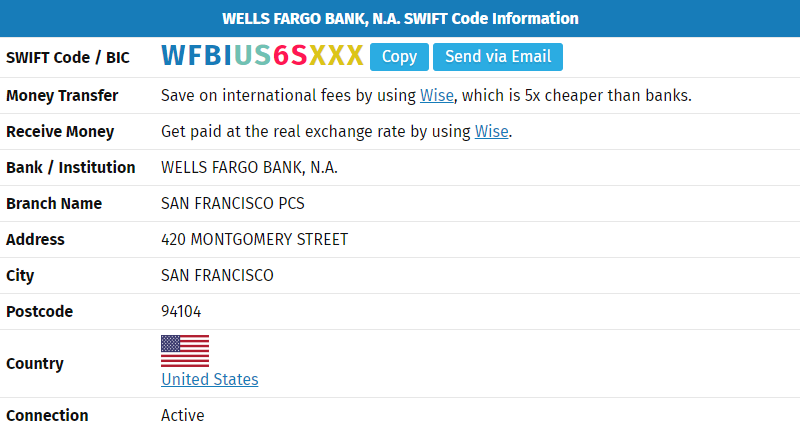 WELLS FARGO BANK, N.A. SWIFT Code Information
SWIFT Code / BIC WFBIUS6SXXX Copy Send via Email
Money Transfer Save on international fees by using Wise, which is 5x cheaper than banks.
Receive Money Get paid at the real exchange rate by using Wise.
Bank / Institution WELLS FARGO BANK, N.A.
Branch Name SAN FRANCISCO PCS
Address 420 MONTGOMERY STREET
City SAN FRANCISCO
Postcode 94104
Country
United States
Connection Active